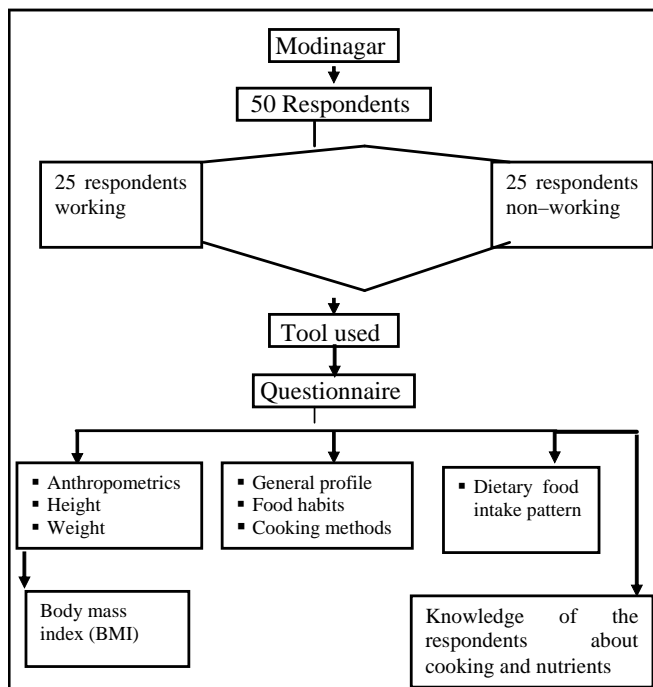 Modinagar
50 Respondents
25 respondents
working
25 respondents
non–working
Tool used
Questionnaire
▪ Anthropometrics
▪ Height
▪ Weight
▪ General profile
▪ Food habits
▪ Cooking methods
▪ Dietary food
intake pattern
Body mass
index (BMI)
Knowledge of the
respondents about
cooking and nutrients